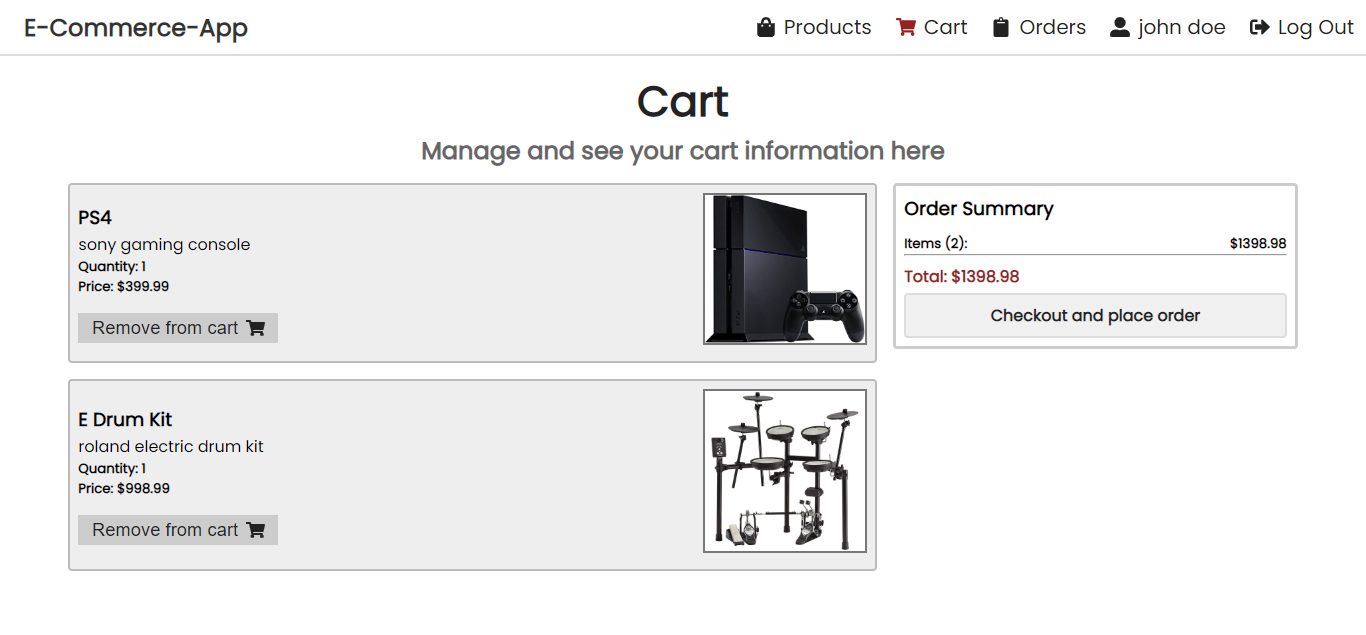 E-Commerce-App
Products Cart Orders john doe Log Out
Cart
Manage and see your cart information here
PS4
sony gaming console
Quantity: 1
Price: $399.99
Remove from cart
E Drum Kit
roland electric drum kit
Quantity: 1
Price: $998.99
Remove from cart
Order Summary
Items (2): $1398.98
Total: $1398.98
Checkout and place order